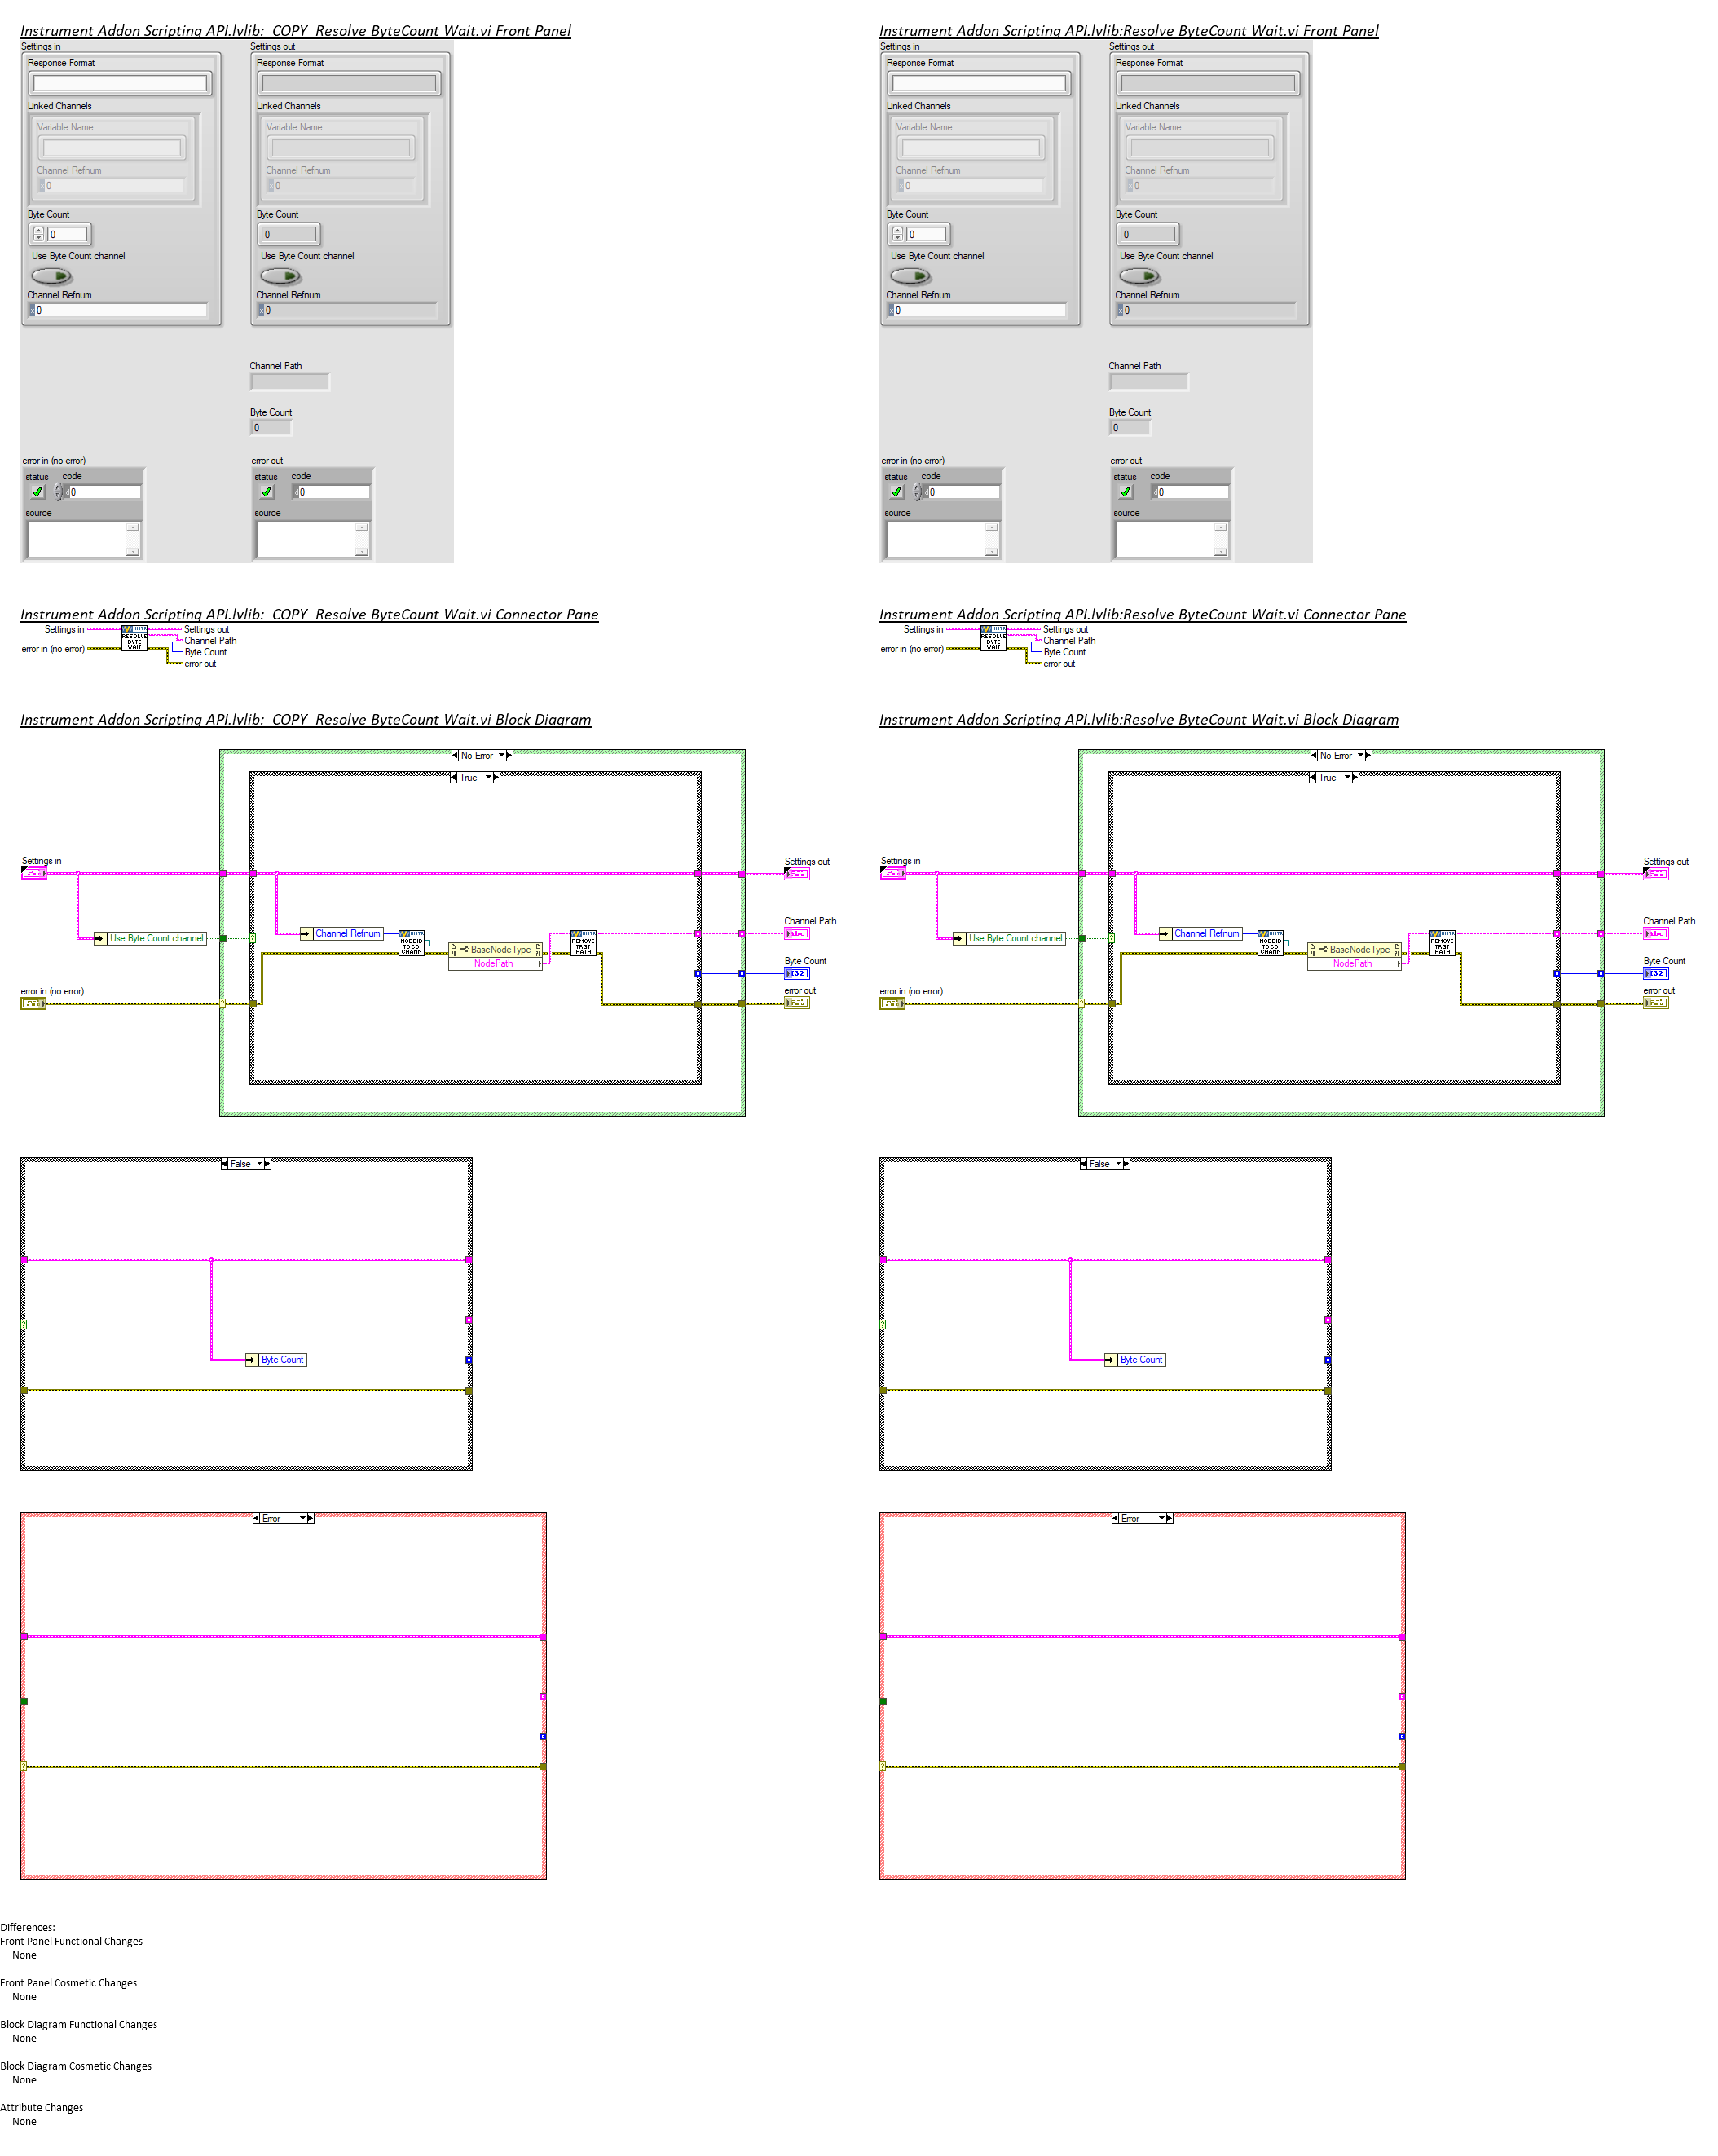 Instrument Addon Scripting API.lvlib:_COPY_Resolve ByteCount Wait.vi Front Panel
Settings in
Settings out
Response Format
Response Format
Linked Channels
Linked Channels
Variable Name
Variable Name
Channel Refnum
Channel Refnum
x 0
x 0
Byte Count
Byte Count
0
0
Use Byte Count channel
Use Byte Count channel
Channel Refnum
Channel Refnum
x 0
x 0
Channel Path
Byte Count
0
error in (no error)
error out
status code
status code
d 0
d 0
source
source
Instrument Addon Scripting API.lvlib:Resolve ByteCount Wait.vi Front Panel
Settings in
Settings out
Response Format
Response Format
Linked Channels
Linked Channels
Variable Name
Variable Name
Channel Refnum
Channel Refnum
x 0
x 0
Byte Count
Byte Count
0
0
Use Byte Count channel
Use Byte Count channel
Channel Refnum
Channel Refnum
x 0
x 0
Channel Path
Byte Count
0
error in (no error)
error out
status code
status code
d 0
d 0
source
source
Instrument Addon Scripting API.lvlib:_COPY_Resolve ByteCount Wait.vi Connector Pane
Settings in
error in (no error)
INSTR
RESOLVE
BYTE
WAIT
Settings out
Channel Path
Byte Count
error out
Instrument Addon Scripting API.lvlib:Resolve ByteCount Wait.vi Connector Pane
Settings in
error in (no error)
INSTR
RESOLVE
BYTE
WAIT
Settings out
Channel Path
Byte Count
error out
Instrument Addon Scripting API.lvlib:_COPY_Resolve ByteCount Wait.vi Block Diagram
No Error
True
Settings in
Settings out
Use Byte Count channel
Channel Refnum
INSTR
NODE ID
TO CD
CHANN
BaseNodeType
NodePath
INSTR
REMOVE
TRGT
PATH
Channel Path
abc
Byte Count
I32
error in (no error)
error out
False
Byte Count
Error
Instrument Addon Scripting API.lvlib:Resolve ByteCount Wait.vi Block Diagram
No Error
True
Settings in
Settings out
Use Byte Count channel
Channel Refnum
INSTR
NODE ID
TO CD
CHANN
BaseNodeType
NodePath
INSTR
REMOVE
TRGT
PATH
Channel Path
abc
Byte Count
I32
error in (no error)
error out
False
Byte Count
Error
Differences:
Front Panel Functional Changes
None
Front Panel Cosmetic Changes
None
Block Diagram Functional Changes
None
Block Diagram Cosmetic Changes
None
Attribute Changes
None